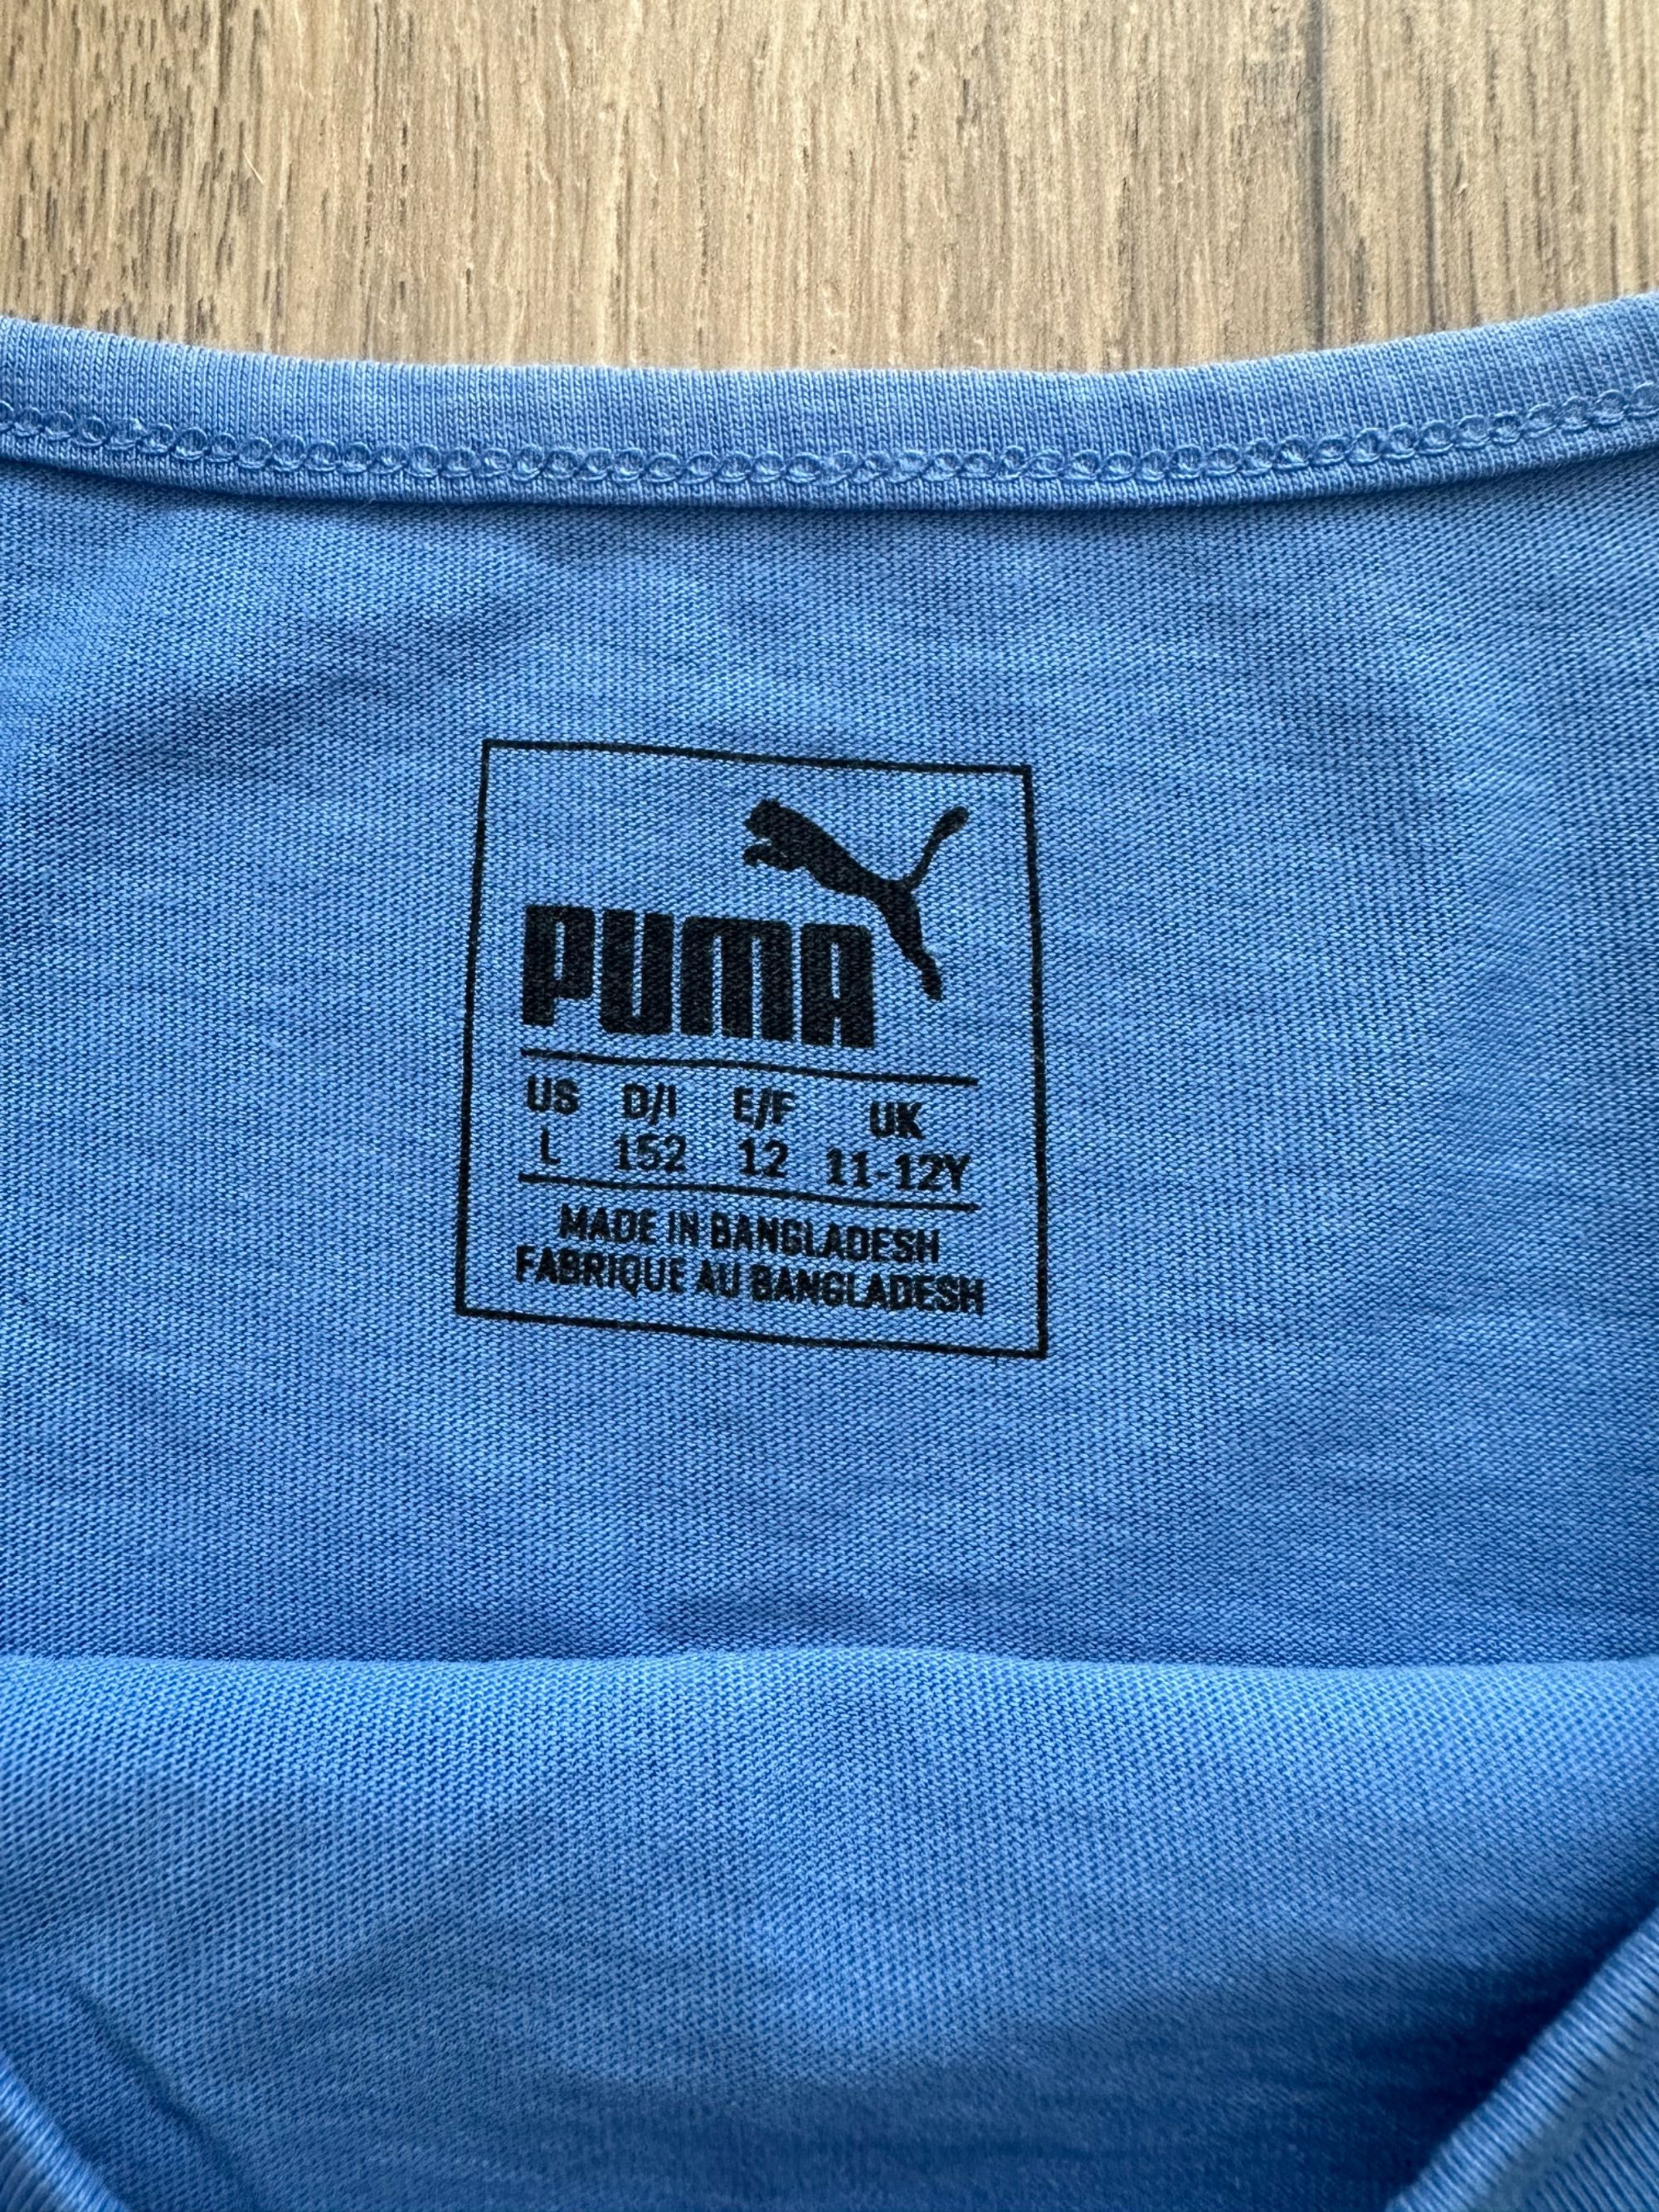 PUMA
US D/I E/F UK
L 152 12 11-12Y
MADE IN BANGLADESH
FABRIQUE AU BANGLADESH